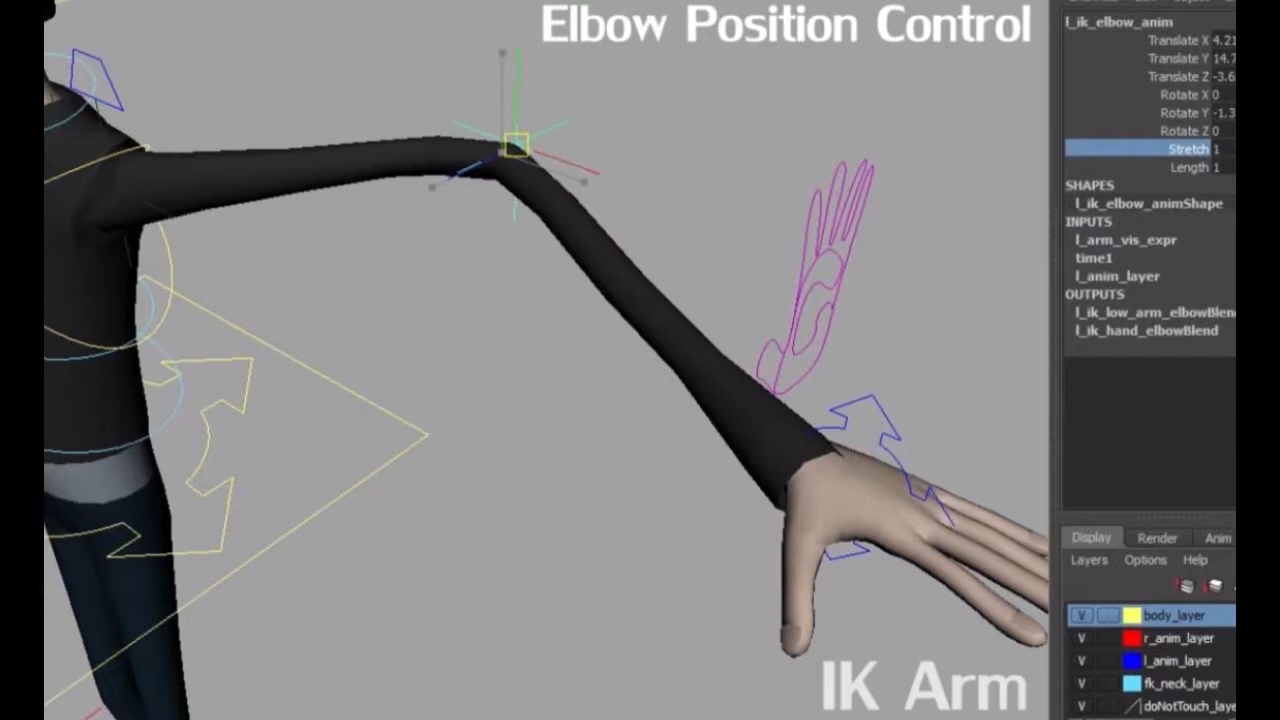 Elbow Position Control
l_ik_elbow_anim
Translate X 4.21
Translate Y 14.7
Translate Z -3.6
Rotate X 0
Rotate Y -1.3
Rotate Z 0
Stretch 1
Length 1
SHAPES
l_ik_elbow_animShape
INPUTS
l_arm_vis_expr
time1
l_anim_layer
OUTPUTS
l_ik_low_arm_elbowBlen
l_ik_hand_elbowBlend
Display Render Anim
Layers Options Help
V body_layer
V r_anim_layer
V l_anim_layer
V fk_neck_layer
V doNotTouch_laye
IK Arm